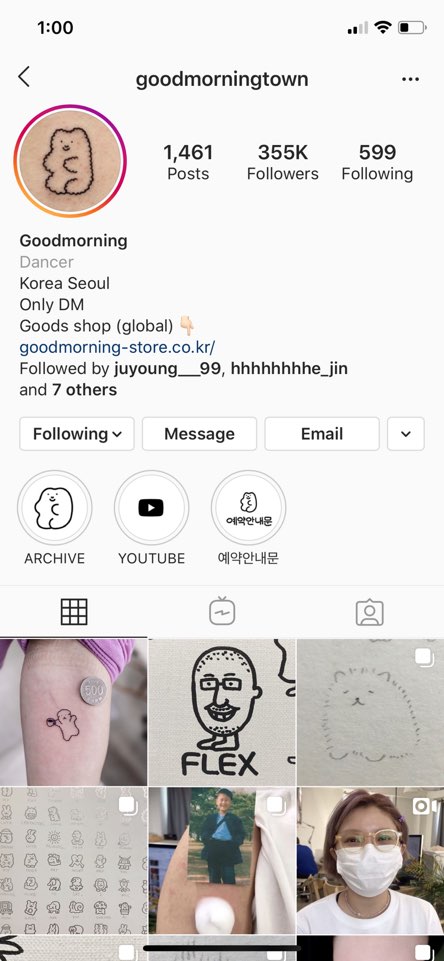 1:00
goodmorningtown
1,461
Posts
355K
Followers
599
Following
Goodmorning
Dancer
Korea Seoul
Only DM
Goods shop (global) 👇🏻
goodmorning-store.co.kr/
Followed by juyoung___99, hhhhhhhhe_jin
and 7 others
Following
Message
Email
예약안내문
ARCHIVE
YOUTUBE
예약안내문
500
FLEX